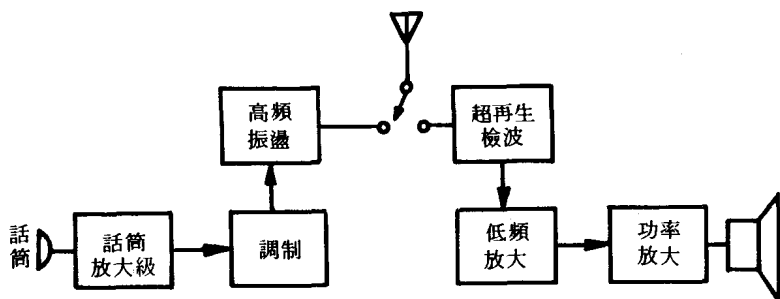 高頻
振盪
超再生
檢波
話
筒
話筒
放大級
調制
低頻
放大
功率
放大